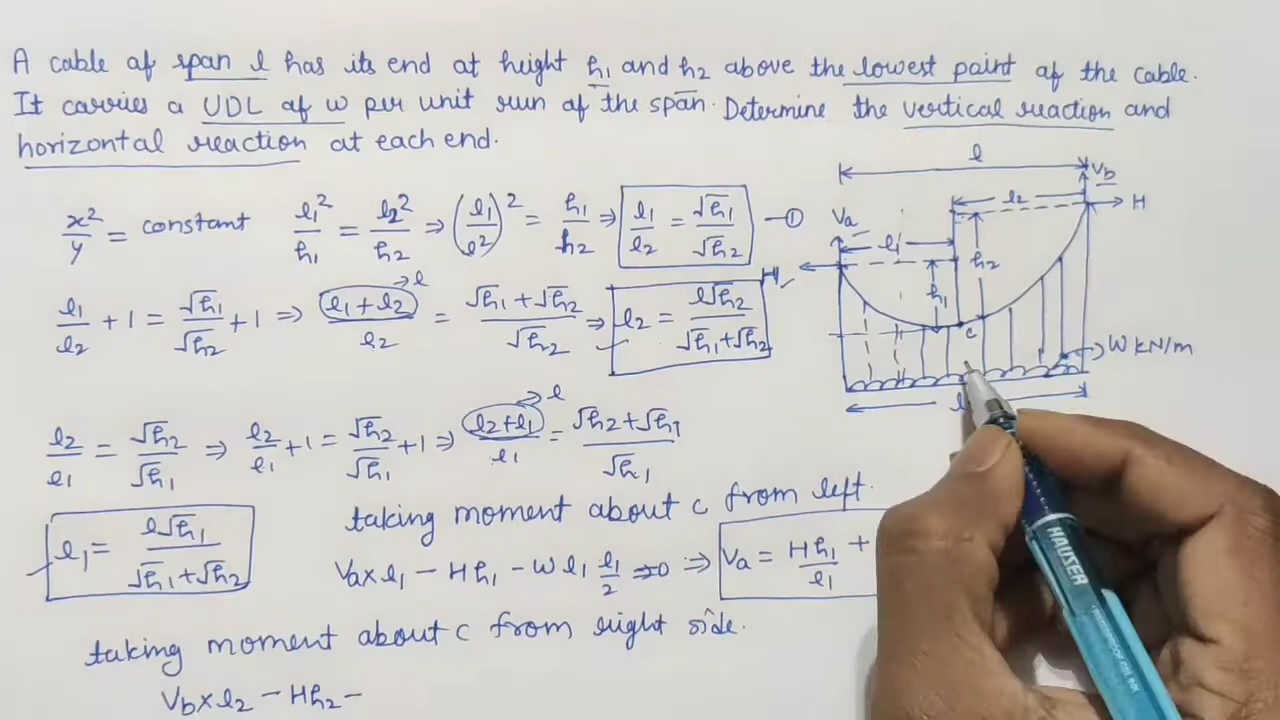 A cable of span l has its end at height h₁ and h₂ above the lowest point of the cable.
It carries a UDL of w per unit run of the span. Determine the vertical reaction and
horizontal reaction at each end.
x²/y = constant l₁²/h₁ = l₂²/h₂ ⇒ (l₁/l₂)² = h₁/h₂ ⇒ l₁/l₂ = √h₁/√h₂ —①
l₁/l₂ + 1 = √h₁/√h₂ + 1 ⇒ (l₁ + l₂)/l₂ = (√h₁ + √h₂)/√h₂ ⇒ l₂ = l√h₂/(√h₁+√h₂)
→ l
l₂/l₁ = √h₂/√h₁ ⇒ l₂/l₁ + 1 = √h₂/√h₁ + 1 ⇒ (l₂+l₁)/l₁ = (√h₂+√h₁)/√h₁
→ l
l₁ = l√h₁/(√h₁+√h₂)
taking moment about c from left.
Va×l₁ − Hh₁ − Wl₁ l₁/2 = 0 ⇒ Va = Hh₁/l₁ +
taking moment about c from right side.
Vb×l₂ − Hh₂ −
l
Vb
l₂
H
Va
l₁
h₂
H
h₁
c
W kN/m
l
HAUSER